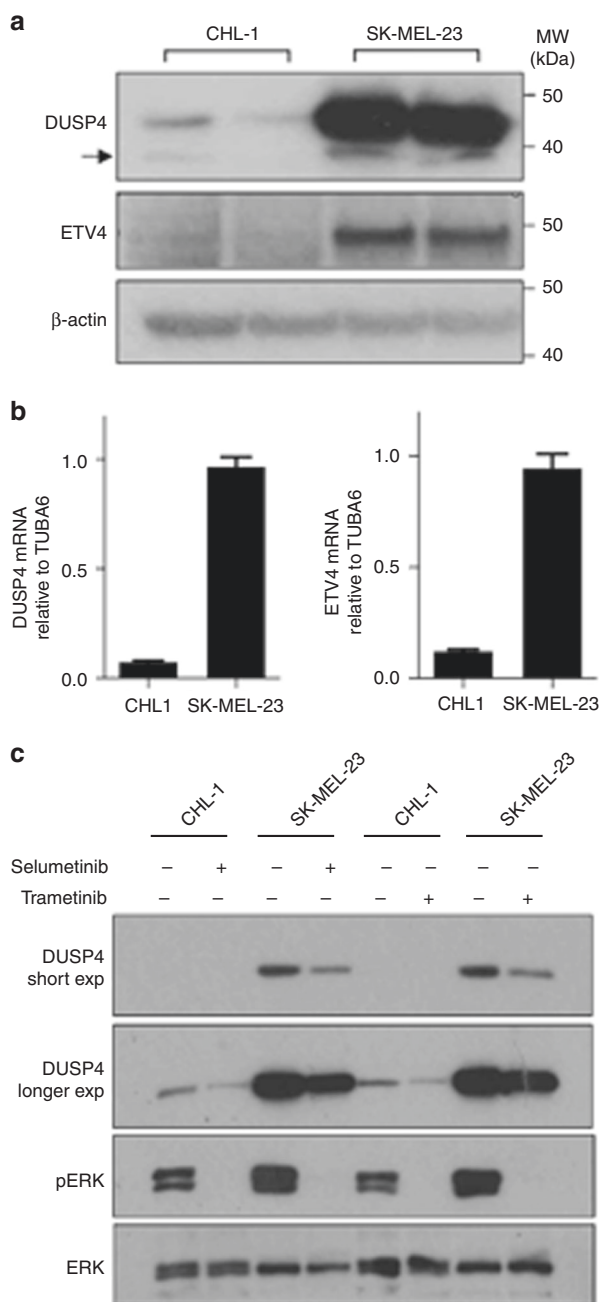 a
CHL-1 SK-MEL-23 MW (kDa)
DUSP4 50
40
ETV4 50
β-actin 50
40
b
DUSP4 mRNA relative to TUBA6
1.0
0.5
0.0
CHL1 SK-MEL-23
ETV4 mRNA relative to TUBA6
1.0
0.5
0.0
CHL1 SK-MEL-23
c
CHL-1 SK-MEL-23 CHL-1 SK-MEL-23
Selumetinib – + – + – – – –
Trametinib – – – – – + – +
DUSP4 short exp
DUSP4 longer exp
pERK
ERK